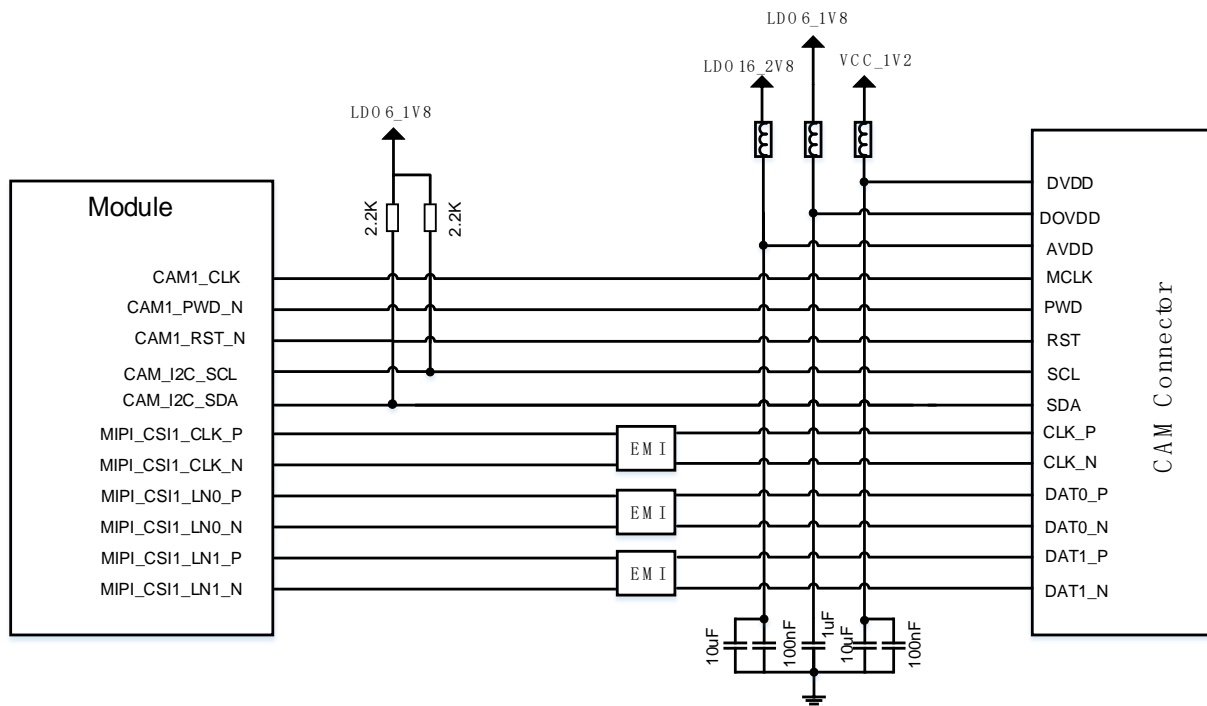 LDO6_1V8
LDO16_2V8
VCC_1V2
LDO6_1V8
Module
2.2K
2.2K
DVDD
DOVDD
AVDD
CAM1_CLK
MCLK
CAM1_PWD_N
PWD
CAM1_RST_N
RST
CAM_I2C_SCL
SCL
CAM_I2C_SDA
SDA
MIPI_CSI1_CLK_P
CLK_P
EMI
MIPI_CSI1_CLK_N
CLK_N
MIPI_CSI1_LN0_P
DAT0_P
EMI
MIPI_CSI1_LN0_N
DAT0_N
MIPI_CSI1_LN1_P
DAT1_P
EMI
MIPI_CSI1_LN1_N
DAT1_N
CAM Connector
10uF
100nF
1uF
10uF
100nF